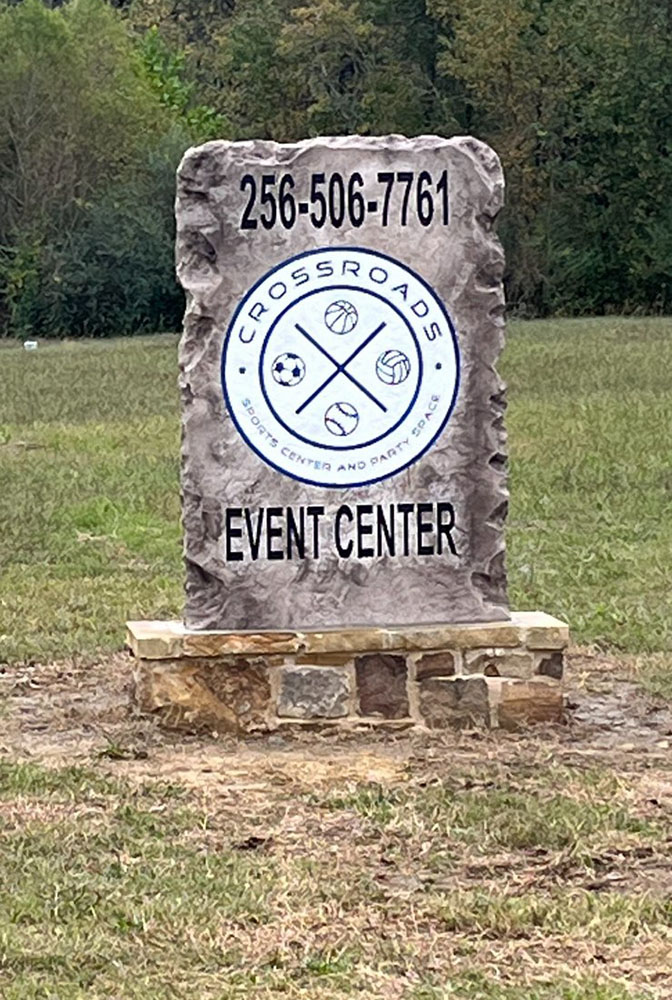 256-506-7761
CROSSROADS
SPORTS CENTER AND PARTY SPACE
EVENT CENTER